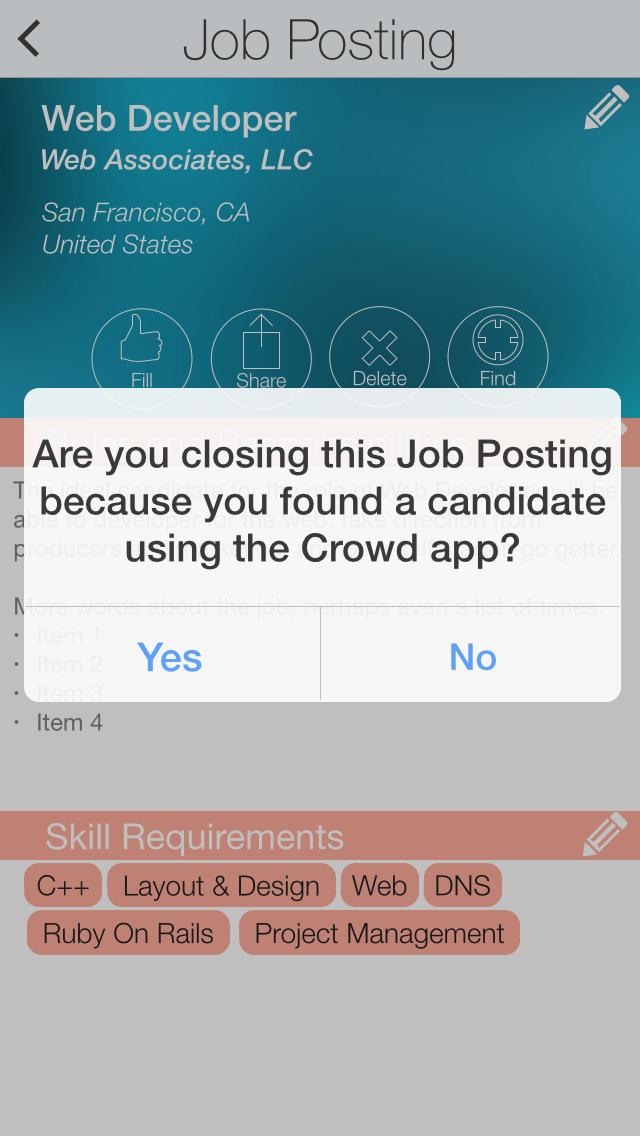 Job Posting
Web Developer
Web Associates, LLC
San Francisco, CA
United States
Fill
Share
Delete
Find
Roles and Responsibilities
Are you closing this Job Posting
because you found a candidate
using the Crowd app?
Yes
No
The ideal candidate for the role of Web Developer will be
able to developer for the web, take direction from
producers go getter.
More words about the job, perhaps even a list of times.
• Item 1
• Item 2
• Item 3
• Item 4
Skill Requirements
C++ Layout & Design Web DNS
Ruby On Rails Project Management